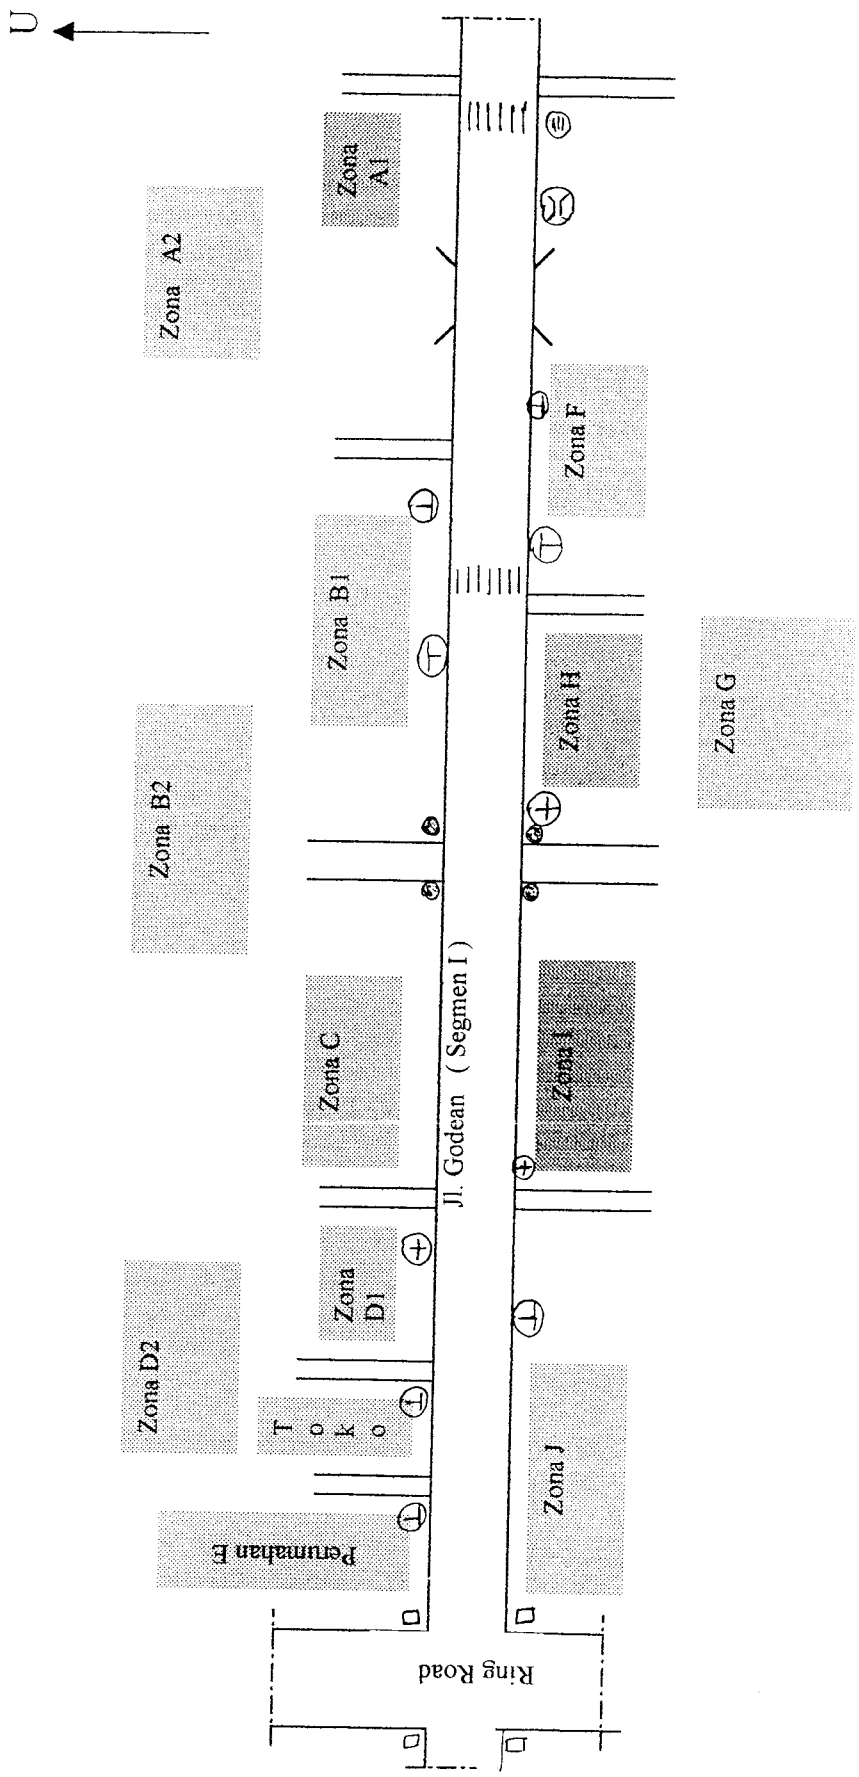 U
Zona A2
Zona
A1
Zona B1
Zona F
Zona B2
Zona H
Zona G
Zona C
Jl. Godean ( Segmen I )
Zona I
Zona D2
Zona
D1
T
o
k
o
Zona J
Perumahan E
Ring Road